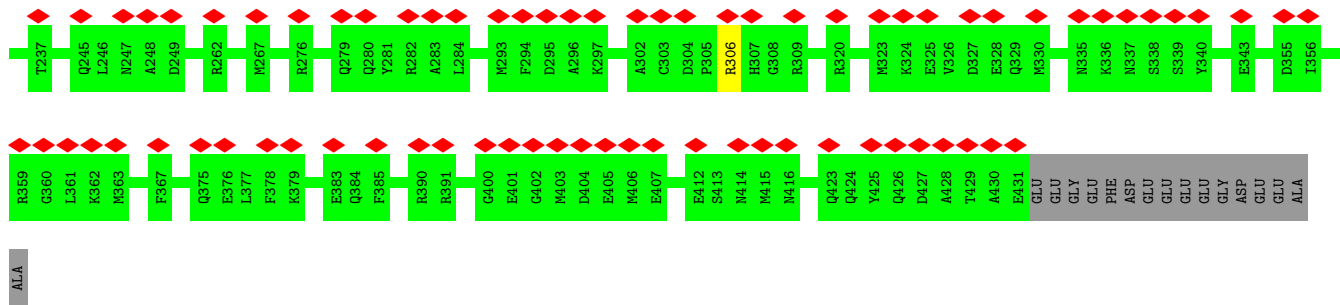 T237 Q245 L246 N247 A248 D249 R262 M267 R276 Q279 Q280 Y281 R282 A283 L284 M293 F294 D295 A296 K297 A302 C303 D304 P305 R306 H307 G308 R309 R320 M323 K324 E325 V326 D327 E328 Q329 M330 N335 K336 N337 S338 S339 Y340 E343 D355 I356
R359 G360 L361 K362 M363 F367 Q375 E376 L377 F378 K379 E383 Q384 F385 R390 R391 G400 E401 G402 M403 D404 E405 M406 E407 E412 S413 N414 M415 N416 Q423 Q424 Y425 Q426 D427 A428 T429 A430 E431 GLU GLU GLY GLU PHE ASP GLU GLU GLU GLY ASP GLU GLU ALA
ALA